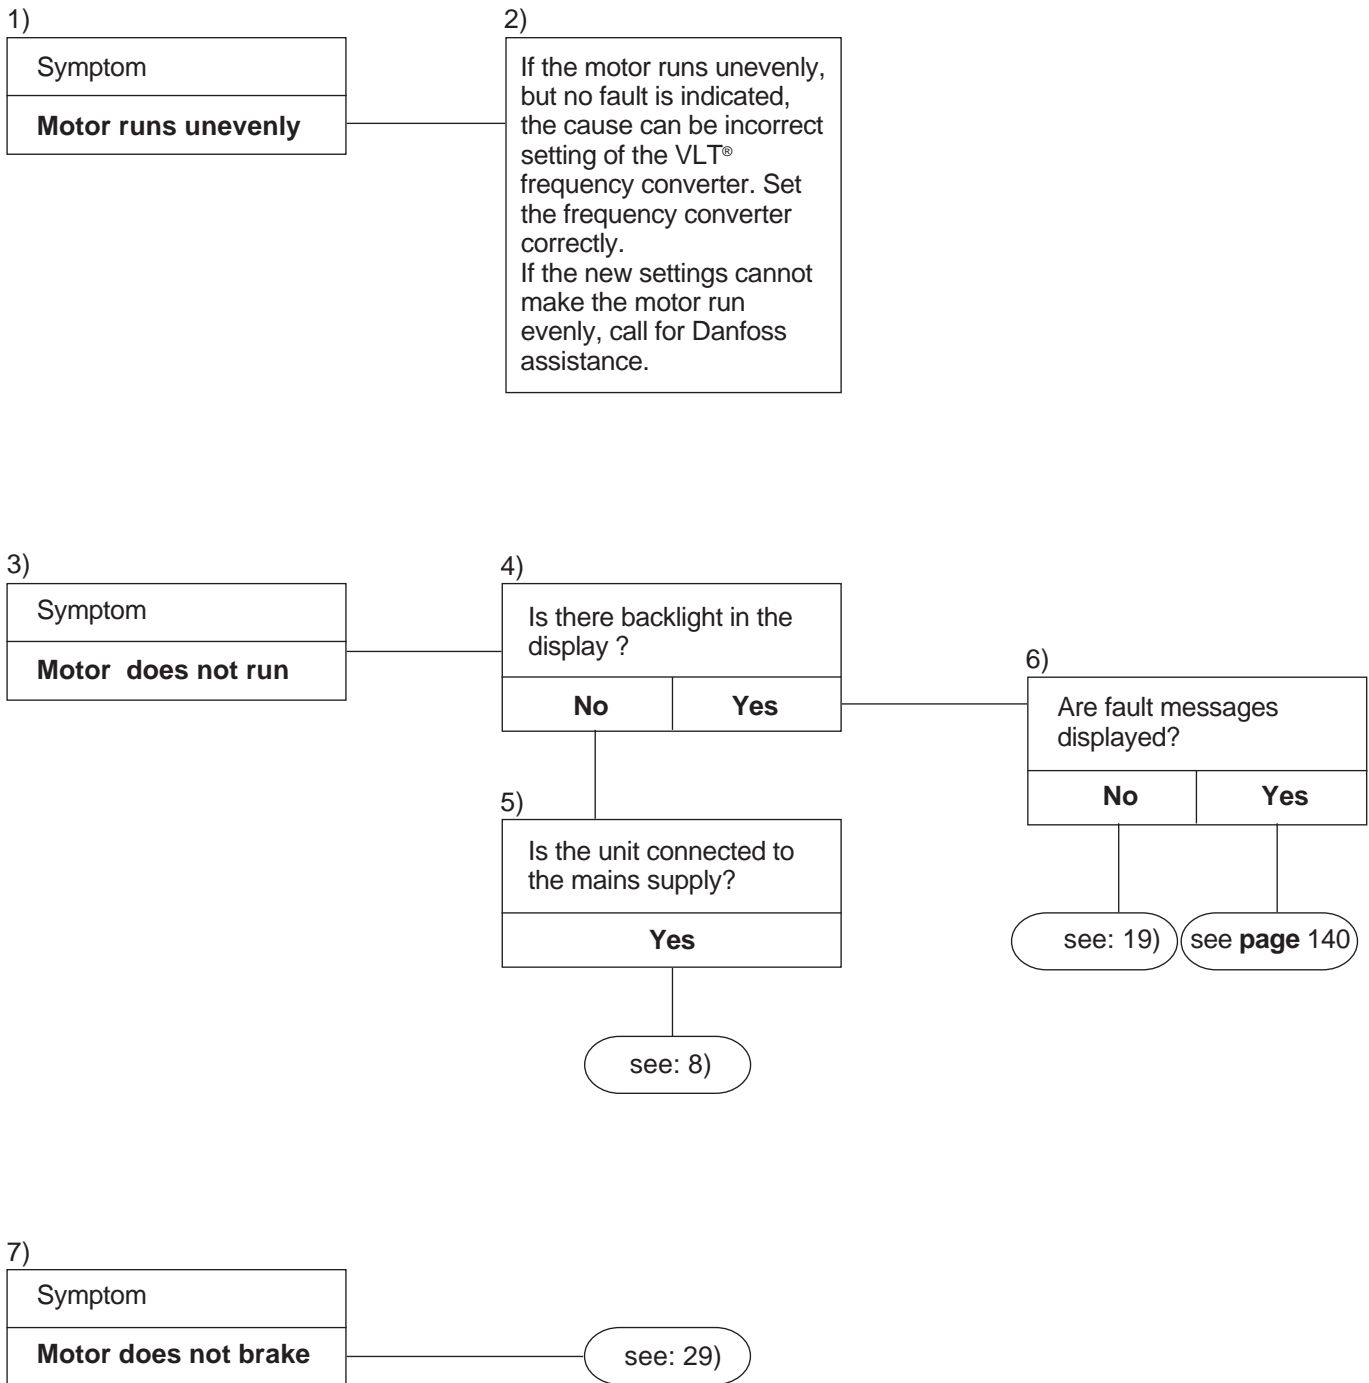 1)
Symptom
Motor runs unevenly
2)
If the motor runs unevenly,
but no fault is indicated,
the cause can be incorrect
setting of the VLT®
frequency converter. Set
the frequency converter
correctly.
If the new settings cannot
make the motor run
evenly, call for Danfoss
assistance.
3)
Symptom
Motor does not run
4)
Is there backlight in the
display ?
No Yes
5)
Is the unit connected to
the mains supply?
Yes
see: 8)
6)
Are fault messages
displayed?
No Yes
see: 19) see page 140
7)
Symptom
Motor does not brake
see: 29)